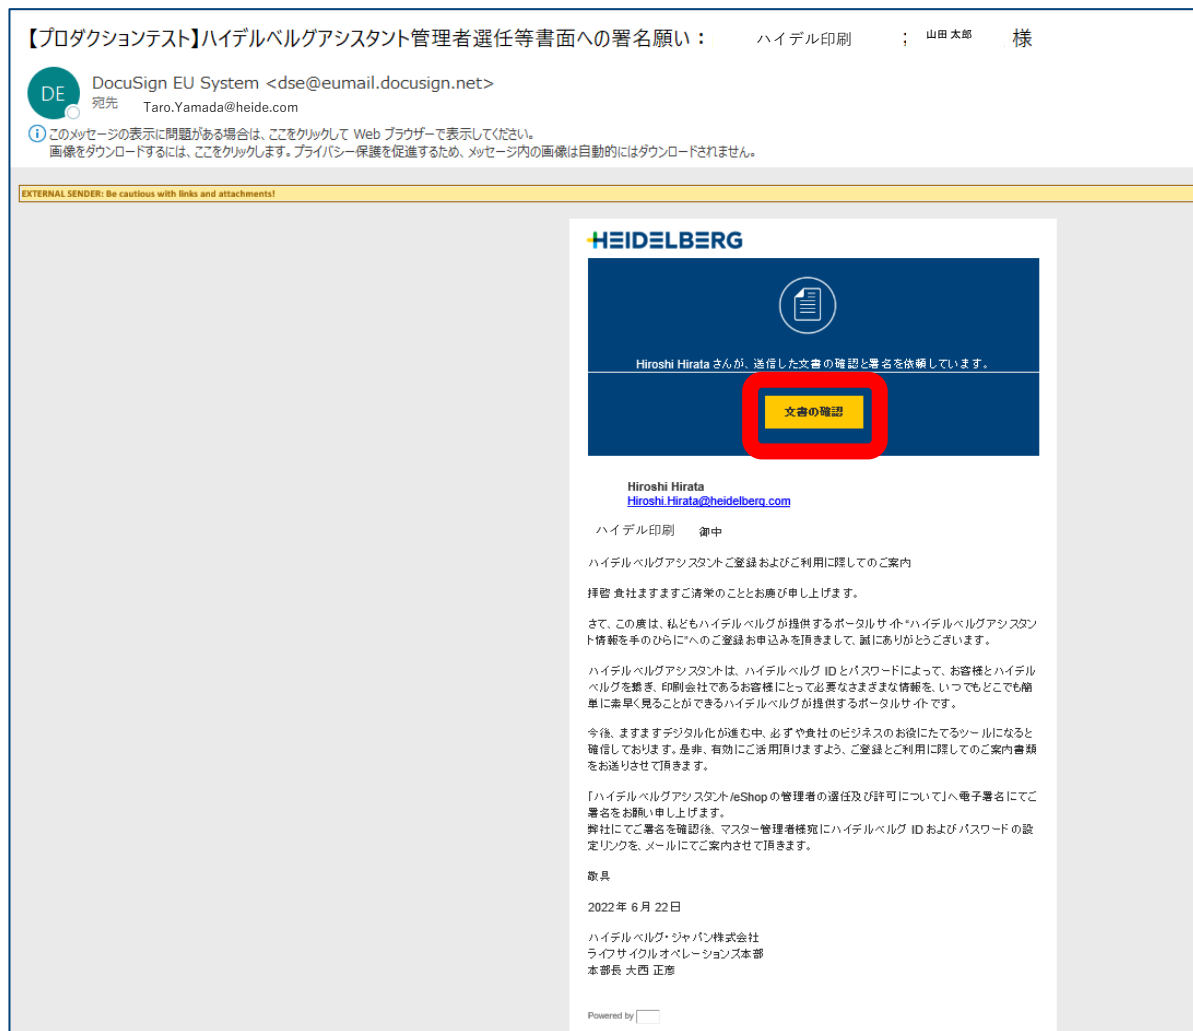 【プロダクションテスト】ハイデルベルグアシスタント管理者選任等書面への署名願い： ハイデル印刷 ; 山田 太郎 様
DE
DocuSign EU System <dse@eumail.docusign.net>
宛先 Taro.Yamada@heide.com
このメッセージの表示に問題がある場合は、ここをクリックして Web ブラウザーで表示してください。
画像をダウンロードするには、ここをクリックします。プライバシー保護を促進するため、メッセージ内の画像は自動的にはダウンロードされません。
EXTERNAL SENDER: Be cautious with links and attachments!
HEIDELBERG
Hiroshi Hirata さんが、送信した文書の確認と署名を依頼しています。
文書の確認
Hiroshi Hirata
Hiroshi.Hirata@heidelberg.com
ハイデル印刷 御中
ハイデルベルグアシスタントご登録およびご利用に際してのご案内
拝啓 貴社ますますご清栄のこととお慶び申し上げます。
さて、この度は、私どもハイデルベルグが提供するポータルサイト"ハイデルベルグアシスタン
ト情報を手のひらに"へのご登録お申込みを頂きまして、誠にありがとうございます。
ハイデルベルグアシスタントは、ハイデルベルグ ID とパスワードによって、お客様とハイデル
ベルグを繋ぎ、印刷会社であるお客様にとって必要なさまざまな情報を、いつでもどこでも簡
単に素早く見ることができるハイデルベルグが提供するポータルサイトです。
今後、ますますデジタル化が進む中、必ずや貴社のビジネスのお役にたてるツールになると
確信しております。是非、有効にご活用頂けますよう、ご登録とご利用に際してのご案内書類
をお送りさせて頂きます。
「ハイデルベルグアシスタント/eShop の管理者の選任及び許可について」へ電子署名にてご
署名をお願い申し上げます。
弊社にてご署名を確認後、マスター管理者様宛にハイデルベルグ ID およびパスワードの設
定リンクを、メールにてご案内させて頂きます。
敬具
2022年 6月 22日
ハイデルベルグ・ジャパン株式会社
ライフサイクルオペレーションズ本部
本部長 大西 正彦
Powered by